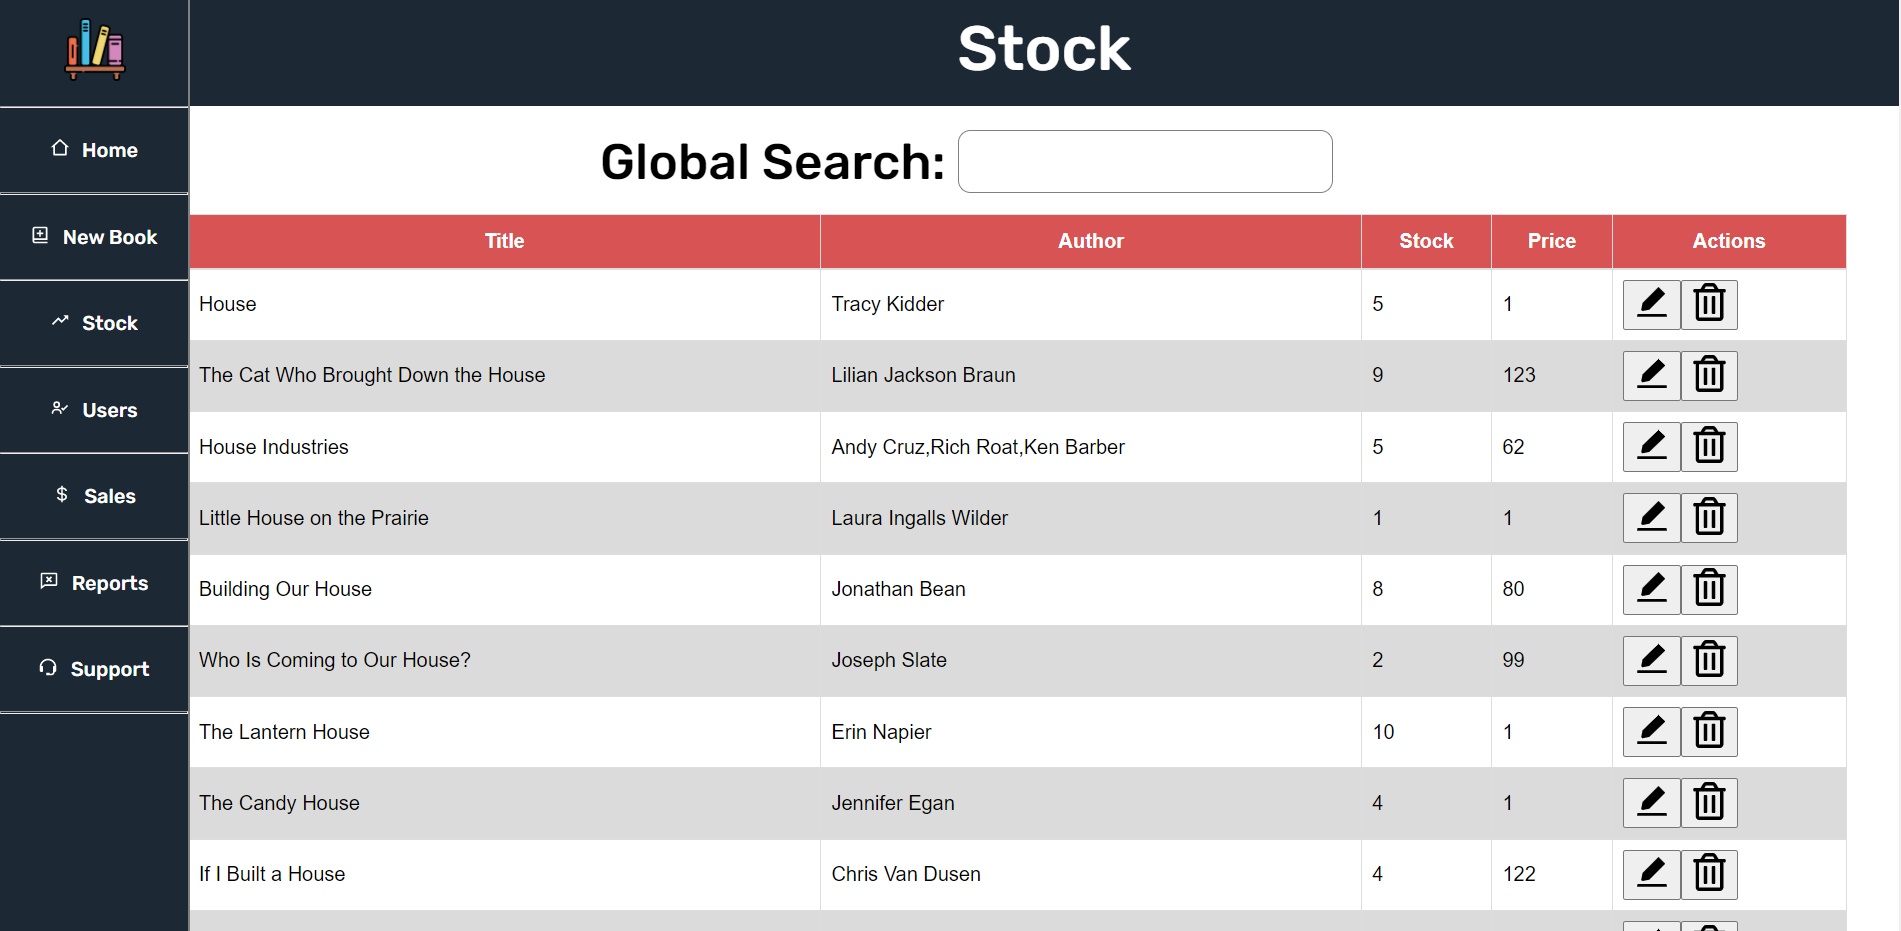 Stock
Home
New Book
Stock
Users
Sales
Reports
Support
Global Search:
Title Author Stock Price Actions
House Tracy Kidder 5 1
The Cat Who Brought Down the House Lilian Jackson Braun 9 123
House Industries Andy Cruz,Rich Roat,Ken Barber 5 62
Little House on the Prairie Laura Ingalls Wilder 1 1
Building Our House Jonathan Bean 8 80
Who Is Coming to Our House? Joseph Slate 2 99
The Lantern House Erin Napier 10 1
The Candy House Jennifer Egan 4 1
If I Built a House Chris Van Dusen 4 122